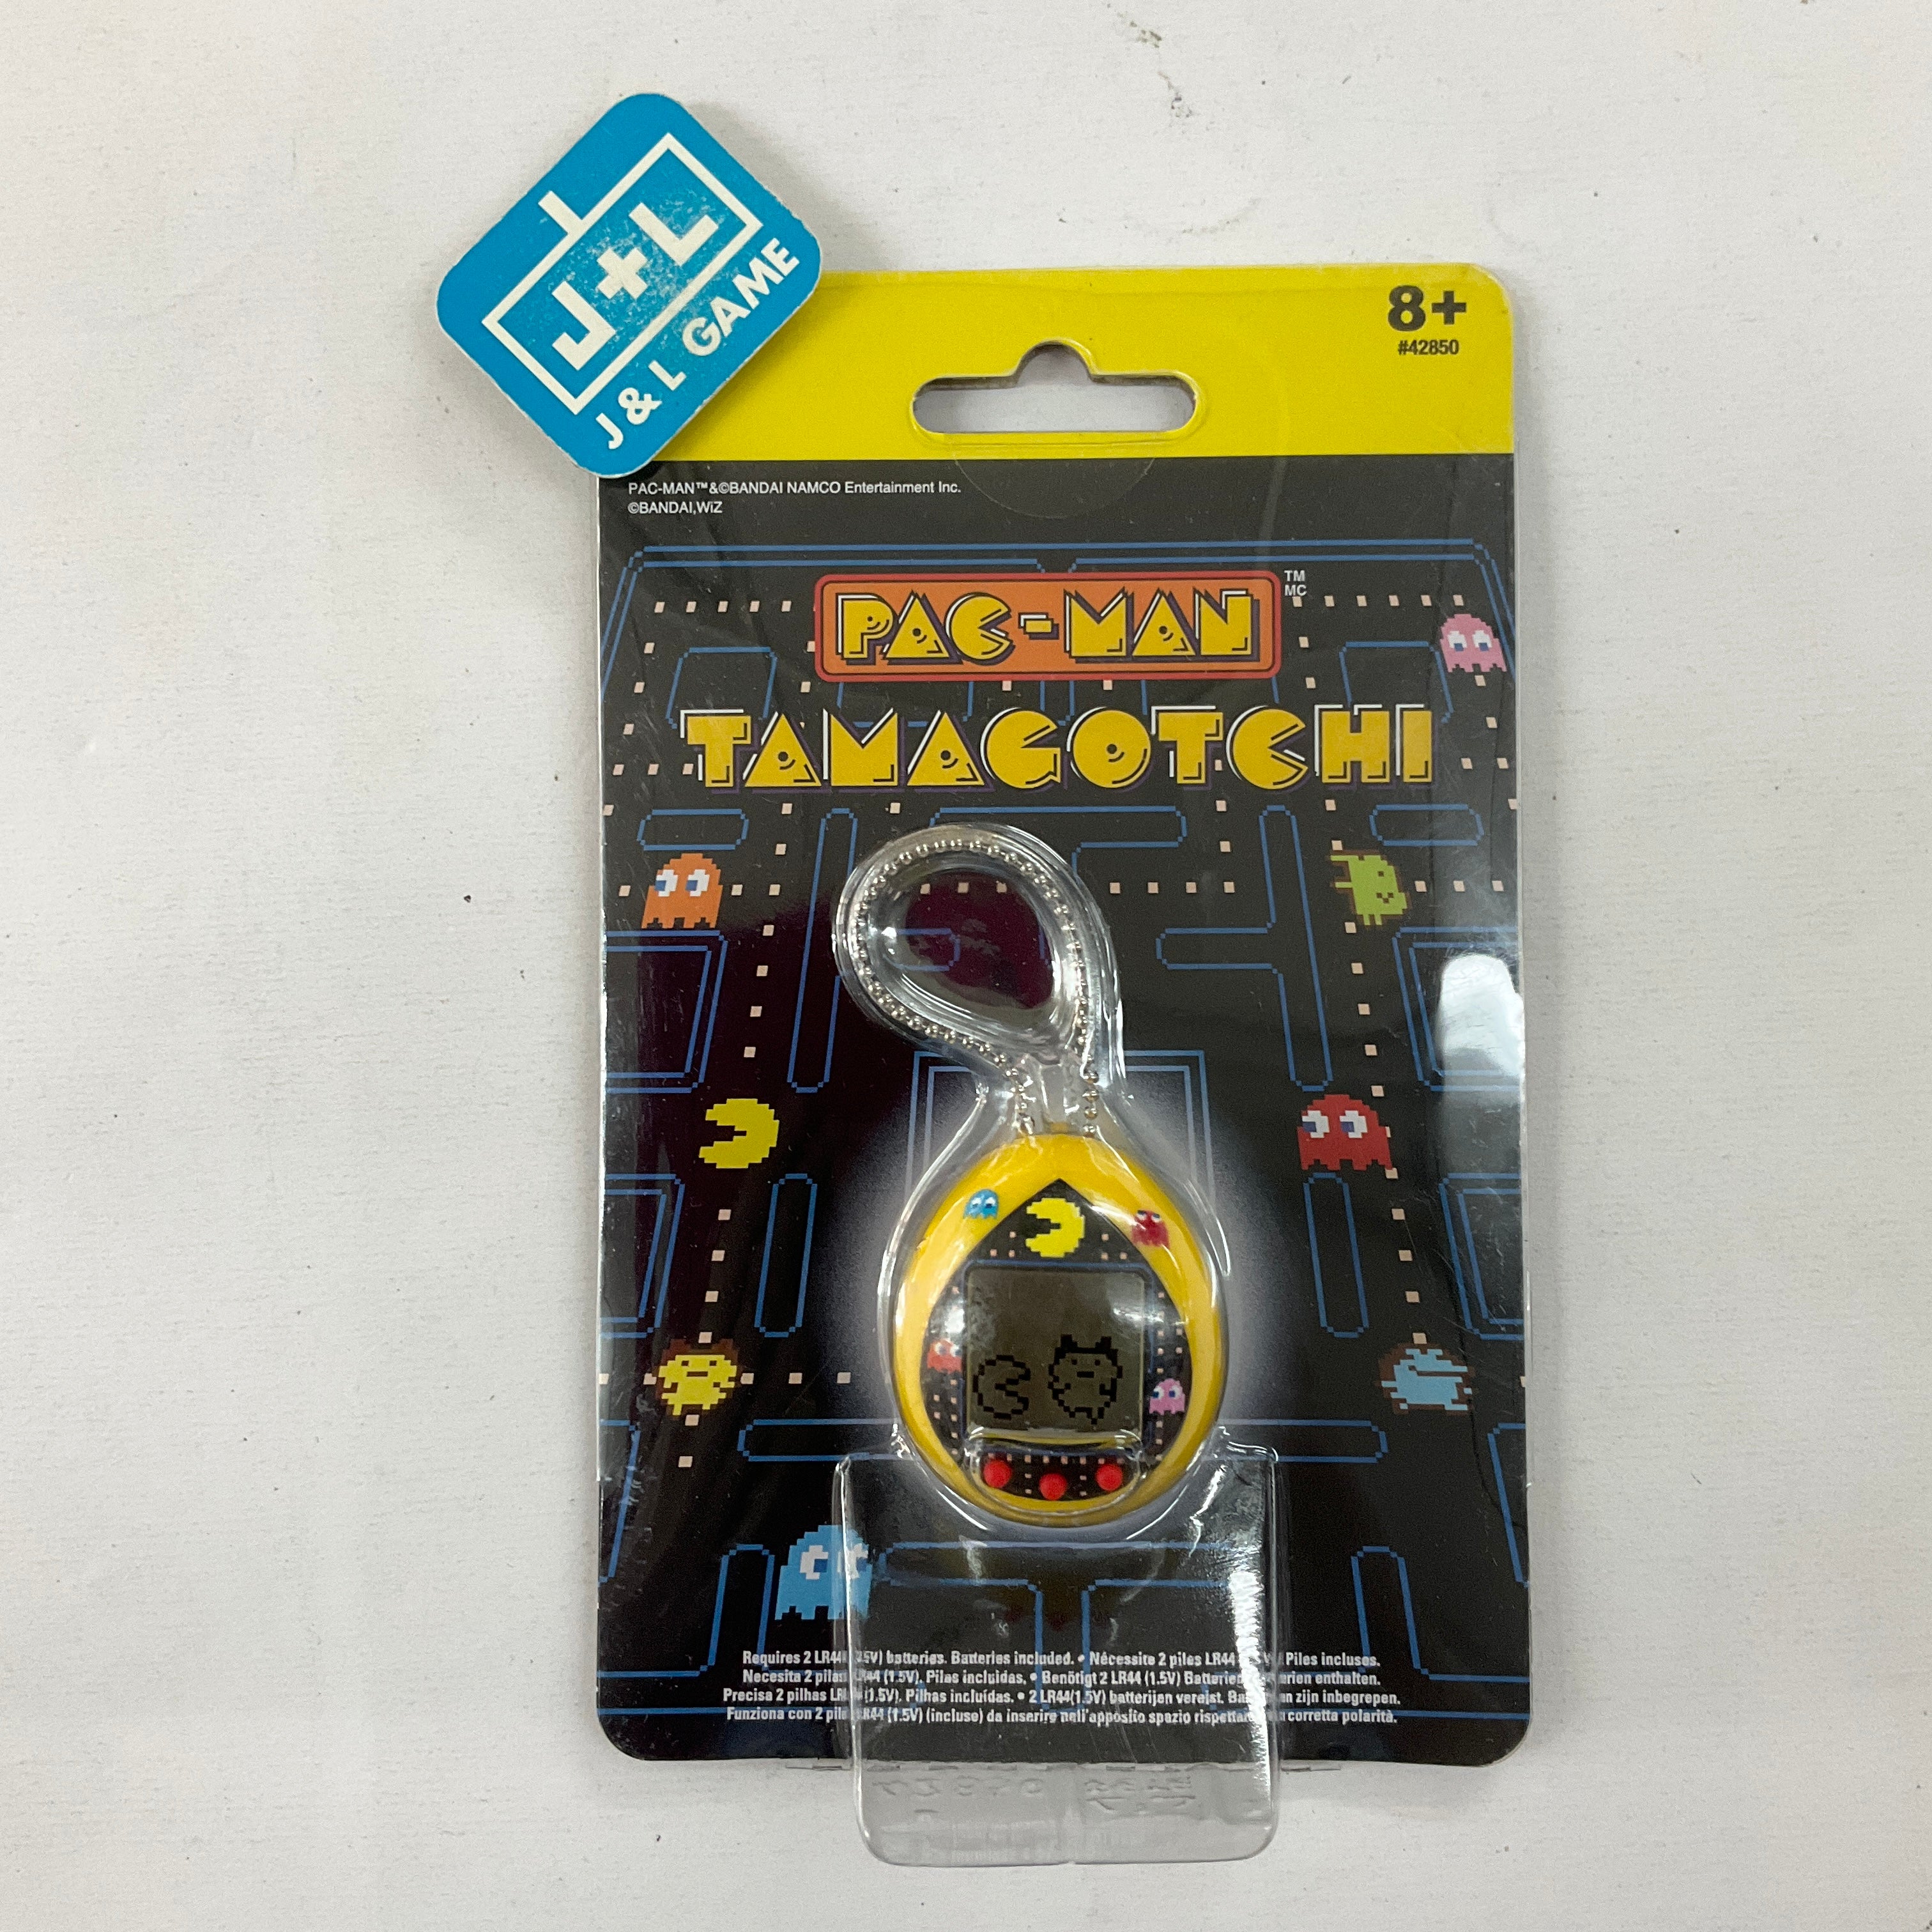 J+L
J & L GAME
8+
#42850
PAC-MAN™&©BANDAI NAMCO Entertainment Inc.
©BANDAI,WiZ
PAC-MAN
TM
MC
TAMAGOTCHI
Requires 2 LR44 batteries. Batteries included. • Nécessite 2 piles LR44 Piles incluses.
Necesita 2 pilas LR44 (1.5V). Pilas incluidas. • Benötigt 2 LR44 (1.5V) enthalten.
Precisa 2 pilhas (1.5V). Pilhas incluídas. • 2 LR44(1.5V) batterijen vereist. zijn inbegrepen.
Funziona con 2 LR44 (1.5V) (incluse) da inserire nell'apposito spazio corretta polarità.